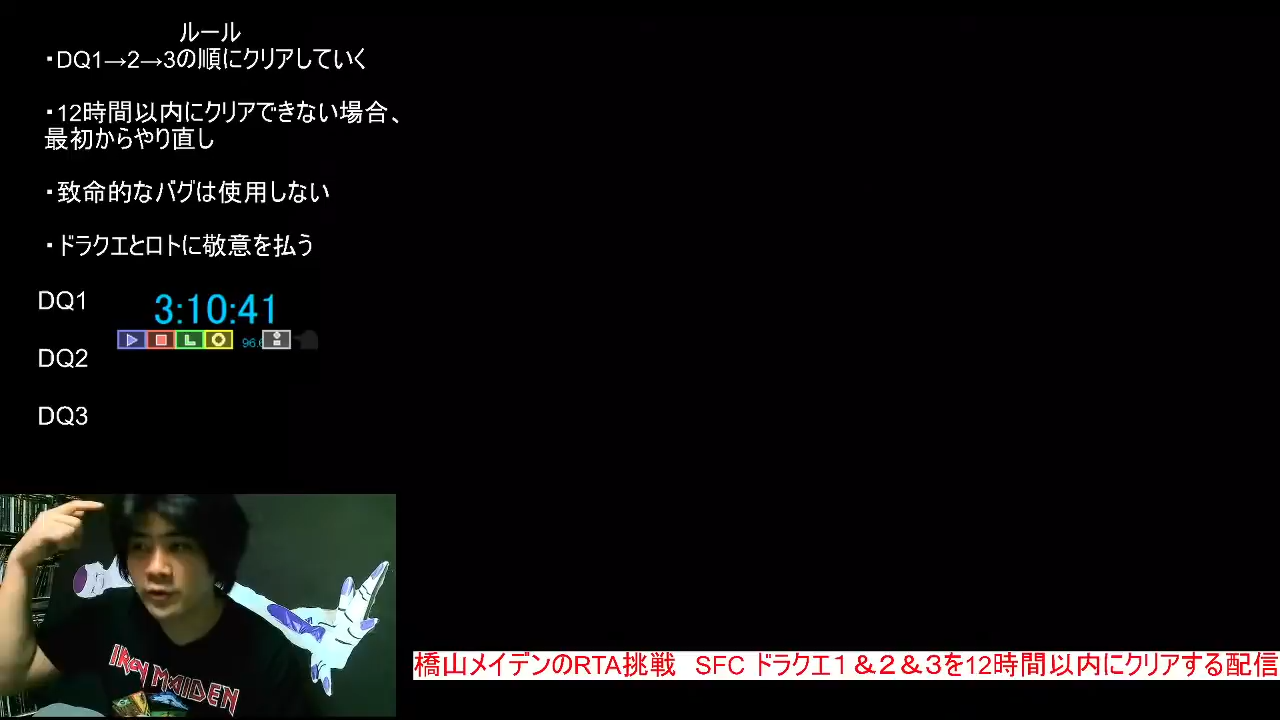 ルール
・DQ1→2→3の順にクリアしていく
・12時間以内にクリアできない場合、
最初からやり直し
・致命的なバグは使用しない
・ドラクエとロトに敬意を払う
DQ1
3:10:41
DQ2
DQ3
IRON MAIDEN
橋山メイデンのRTA挑戦 SFC ドラクエ１＆２＆３を12時間以内にクリアする配信